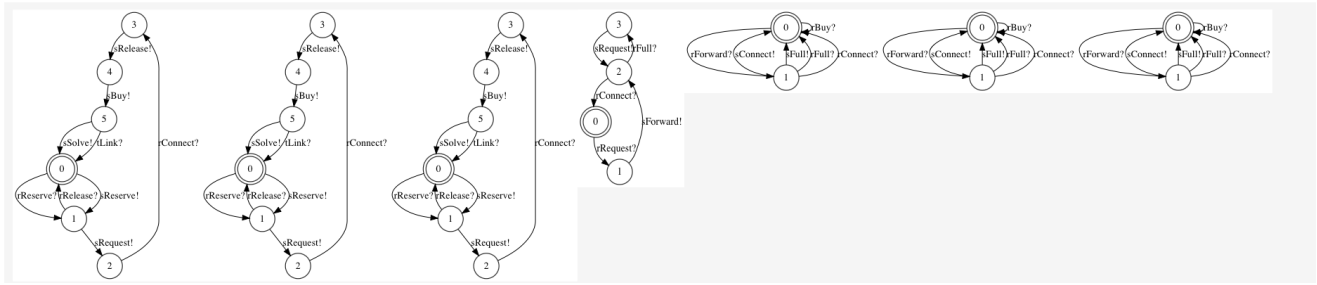 3 3 3 3 0 rBuy? 0 rBuy? 0 rBuy?
sRelease! sRelease! sRelease! sRequest! rFull? rForward? sConnect! sFull! rFull? rConnect? rForward? sConnect! sFull! rFull? rConnect? rForward? sConnect! sFull! rFull? rConnect?
4 4 4 2 1 1 1
sBuy! sBuy! sBuy! rConnect?
5 5 5 0 sForward!
sSolve! tLink? rConnect? sSolve! tLink? rConnect? sSolve! tLink? rConnect? rRequest?
0 0 0 1
rReserve? rRelease? sReserve! rReserve? rRelease? sReserve! rReserve? rRelease? sReserve!
1 1 1
sRequest! sRequest! sRequest!
2 2 2